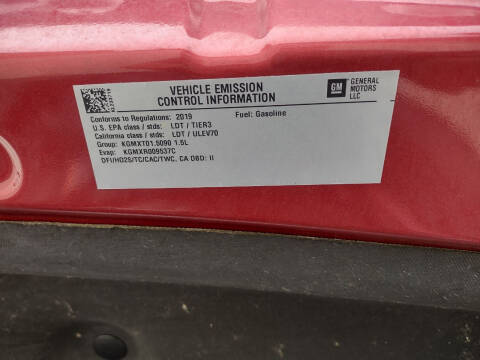 VEHICLE EMISSION
CONTROL INFORMATION
GM
GENERAL
MOTORS
LLC
Conforms to Regulations: 2019
Fuel: Gasoline
U.S. EPA class / stds: LDT / TIER3
California class / stds: LDT / ULEV70
Group: KGMXT01.5090 1.5L
Evap: KGMXR009537C
DFI/HO2S/TC/CAC/TWC, CA OBD: II